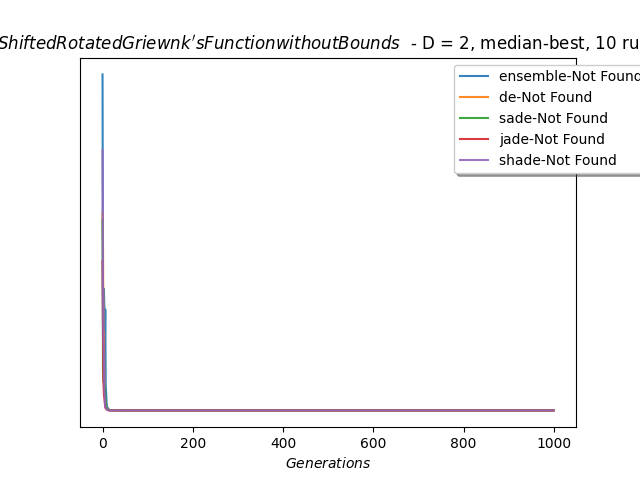 ShiftedRotatedGriewnk'sFunctionwithoutBounds - D = 2, median-best, 10 ru
ensemble-Not Found
de-Not Found
sade-Not Found
jade-Not Found
shade-Not Found
0 200 400 600 800 1000
Generations